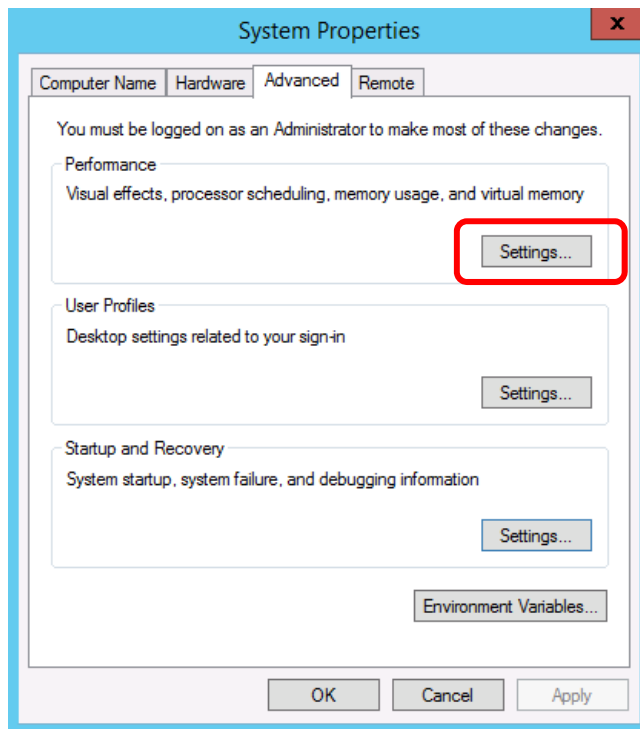 System Properties
x
Computer Name Hardware Advanced Remote
You must be logged on as an Administrator to make most of these changes.
Performance
Visual effects, processor scheduling, memory usage, and virtual memory
Settings...
User Profiles
Desktop settings related to your sign-in
Settings...
Startup and Recovery
System startup, system failure, and debugging information
Settings...
Environment Variables...
OK Cancel Apply